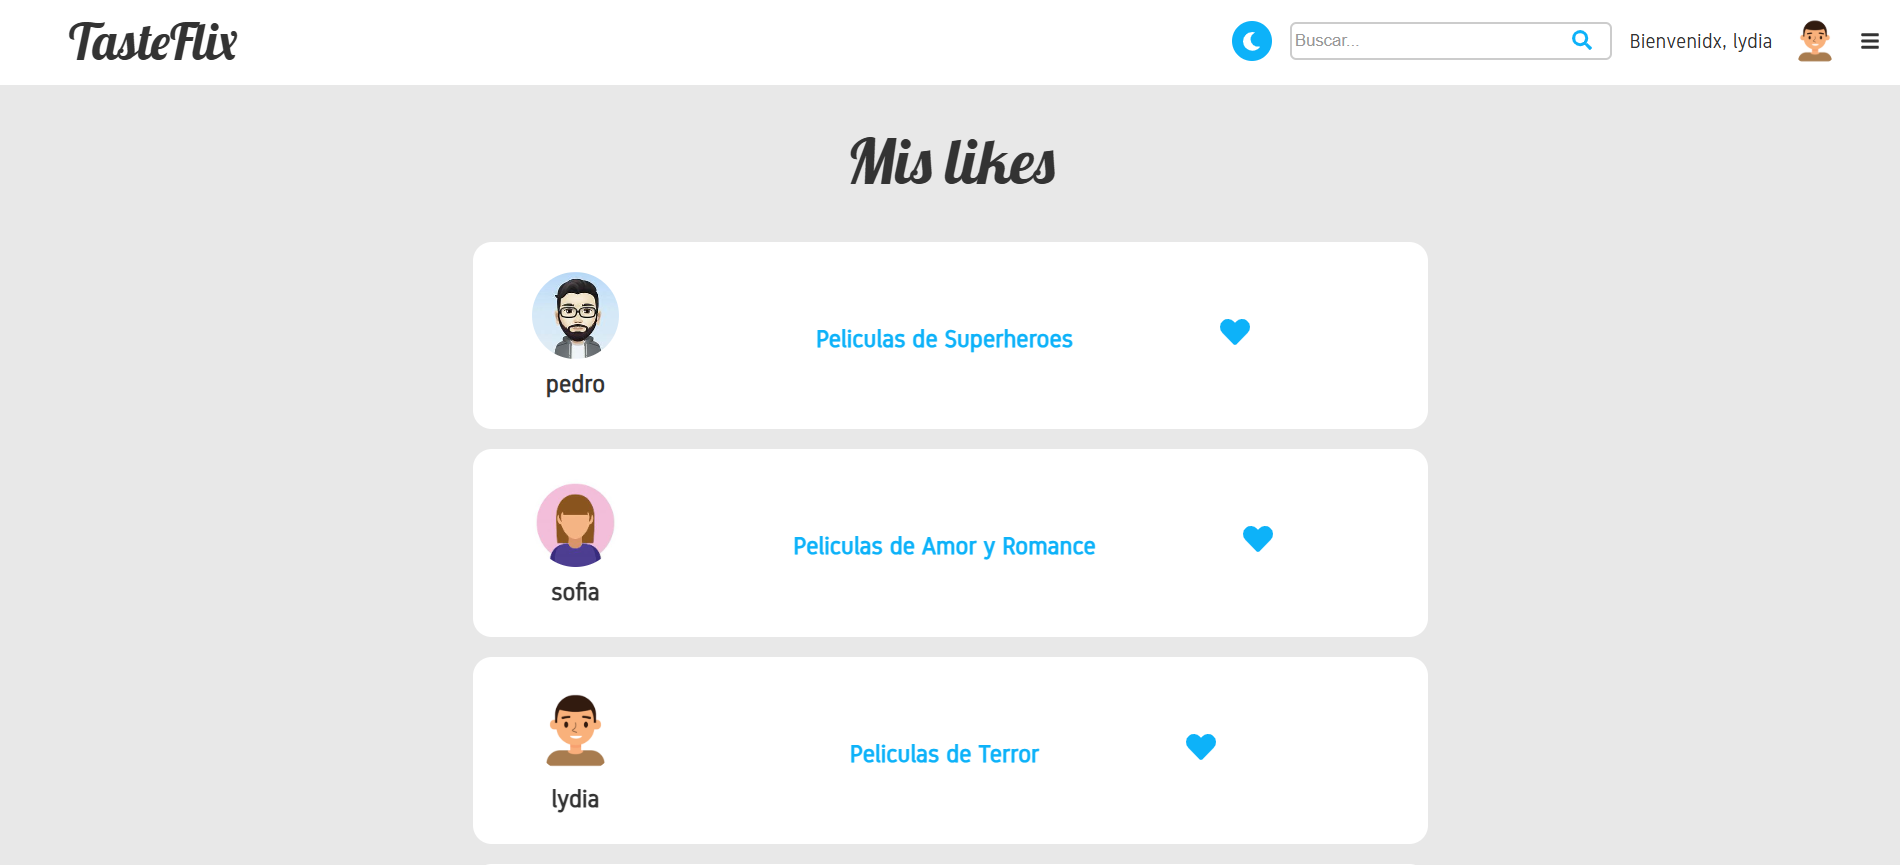 TasteFlix
Buscar...
Bienvenidx, lydia
Mis likes
Peliculas de Superheroes
pedro
Peliculas de Amor y Romance
sofia
Peliculas de Terror
lydia